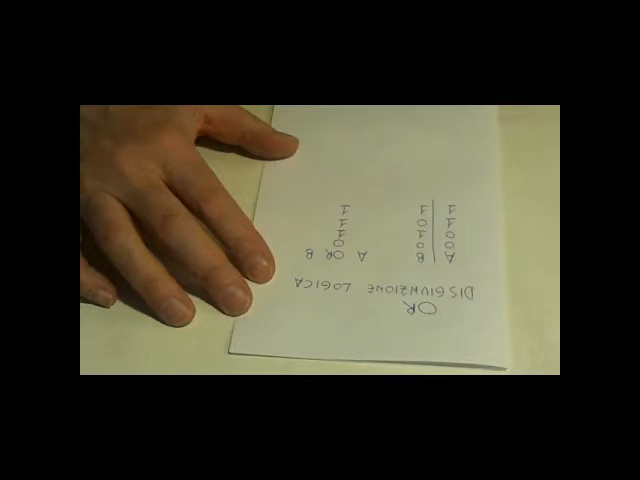 OR
DISGIUNZIONE LOGICA
A B A OR B
0 0 0
0 1 1
1 0 1
1 1 1